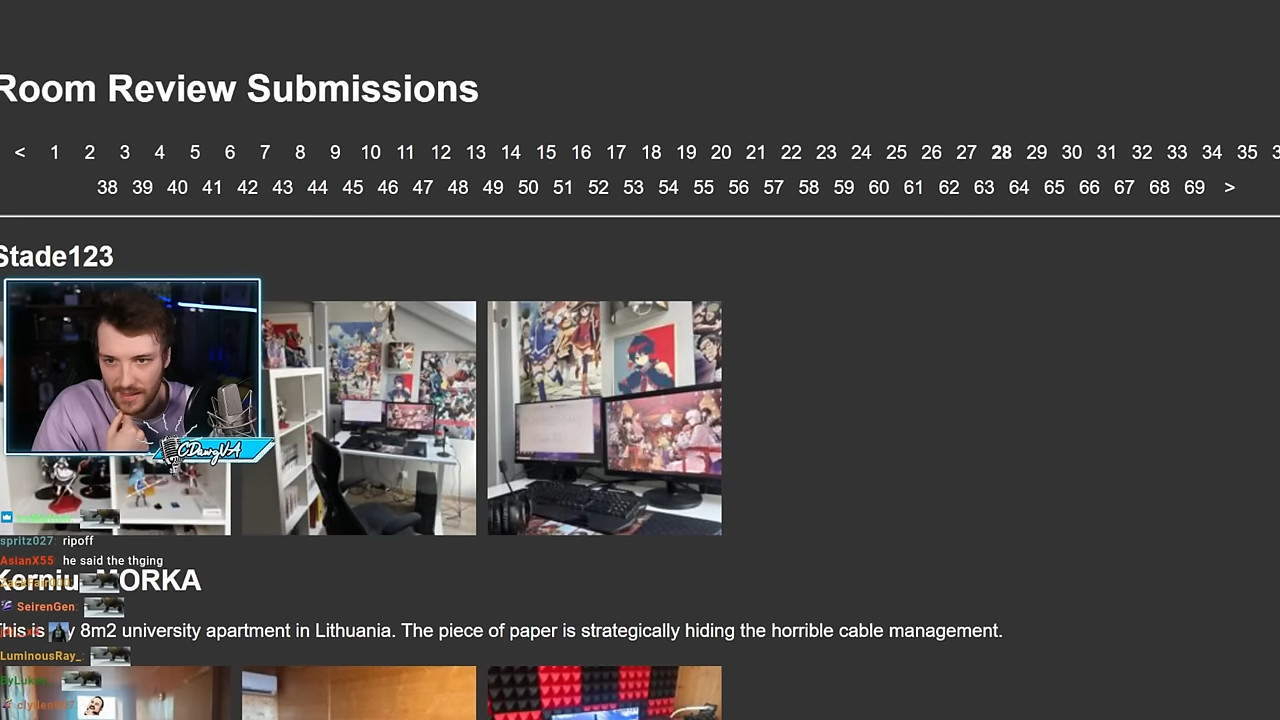 Room Review Submissions
< 1 2 3 4 5 6 7 8 9 10 11 12 13 14 15 16 17 18 19 20 21 22 23 24 25 26 27 28 29 30 31 32 33 34 35
38 39 40 41 42 43 44 45 46 47 48 49 50 51 52 53 54 55 56 57 58 59 60 61 62 63 64 65 66 67 68 69 >
Stade123
CDawgVA
spritz027: ripoff
AsianX55: he said the thging
MORKA
SeirenGen:
This is my 8m2 university apartment in Lithuania. The piece of paper is strategically hiding the horrible cable management.
LuminousRay_: